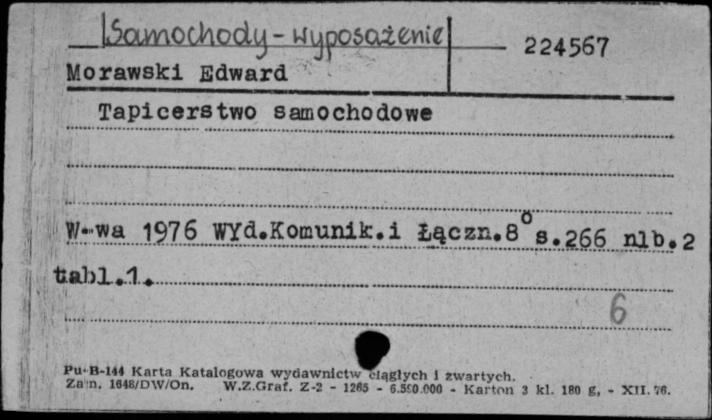 Samochody - wyposażenie
224567
Morawski Edward
Tapicerstwo samochodowe
W-wa 1976 WYd.Komunik.i Łączn.8° s.266 nlb.2
tabl.1.
6
Pu-B-144 Karta Katalogowa wydawnictw ciągłych i zwartych.
Zam. 1648/DW/On. W.Z.Graf. Z-2 - 1265 - 6.550.000 - Karton 3 kl. 180 g, - XII.76.